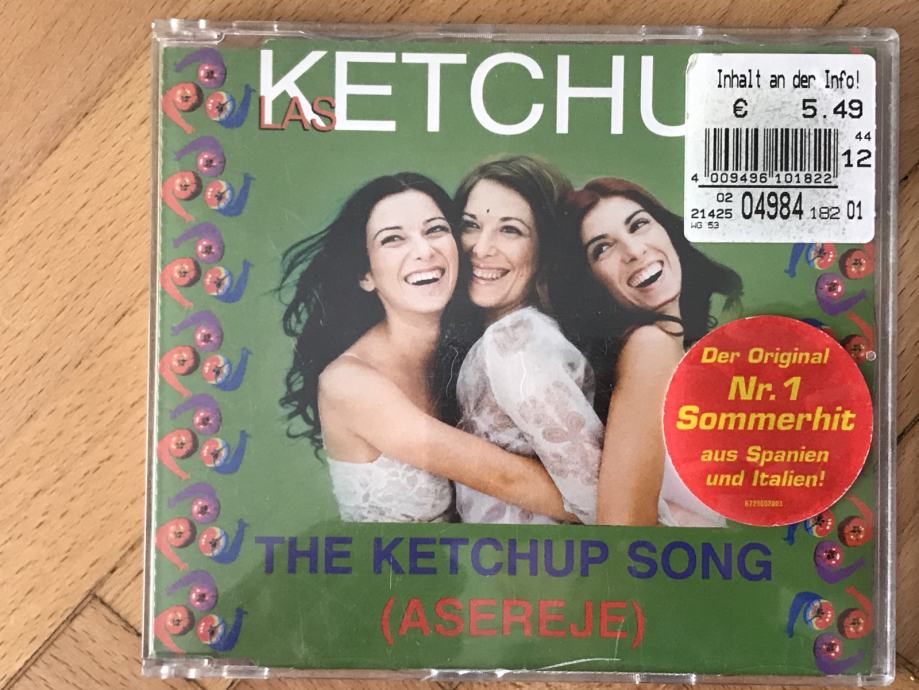 KETCHU
LAS
Inhalt an der Info!
€ 5.49
44
12
4 009496 101822
02
21425 04984 182 01
WG 53
Der Original
Nr.1
Sommerhit
aus Spanien
und Italien!
THE KETCHUP SONG
(ASEREJE)